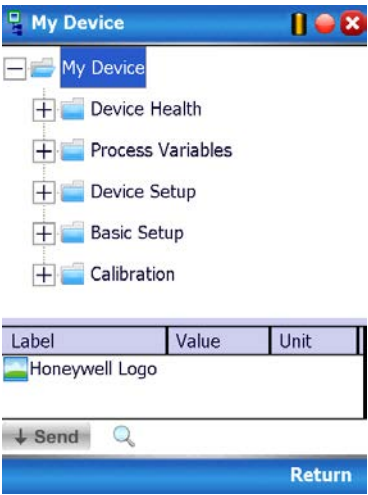 My Device
My Device
Device Health
Process Variables
Device Setup
Basic Setup
Calibration
Label Value Unit
Honeywell Logo
Send
Return